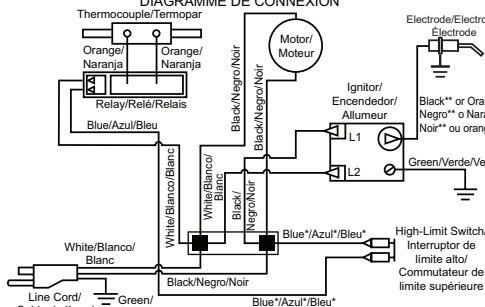 DIAGRAMME DE CONNEXION
Thermocouple/Termopar
Orange/
Naranja
Orange/
Naranja
Relay/Relé/Relais
Blue/Azul/Bleu
White/Blanco/Blanc
White/Blanco/
Blanc
Black/Negro/Noir
Black/Negro/Noir
Black/
Negro/Noir
Motor/
Moteur
Ignitor/
Encendedor/
Allumeur
L1
L2
Electrode/Electro
Électrode
Black** or Ora
Negro** o Nara
Noir** ou orang
Green/Verde/Ve
Blue*/Azul*/Bleu*
High-Limit Switch/
Interruptor de
limite alto/
Commutateur de
limite supérieure
White/Blanco/
Blanc
Black/Negro/Noir
Line Cord/
Green/
Blue*/Azul*/Bleu*